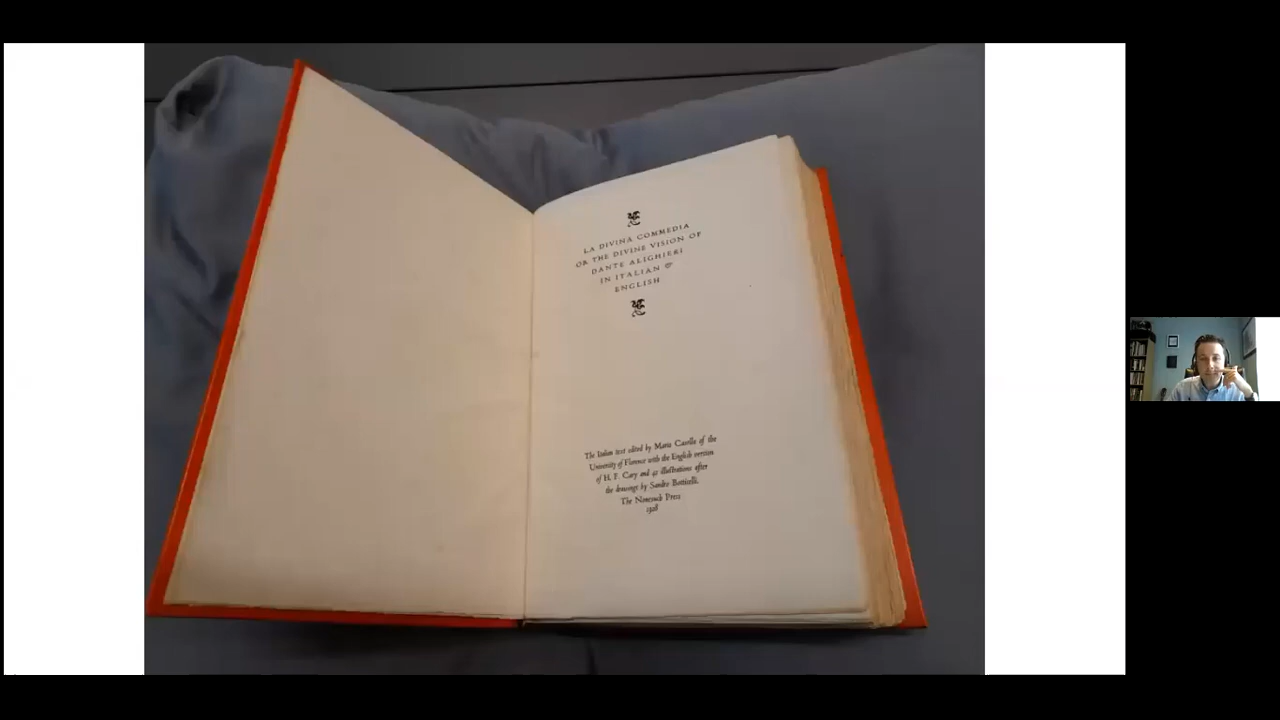 LA DIVINA COMMEDIA
OR THE DIVINE VISION OF
DANTE ALIGHIERI
IN ITALIAN &
ENGLISH
The Italian text edited by Mario Casella of the
University of Florence with the English version
of H. F. Cary and 42 illustrations after
the drawings by Sandro Botticelli.
The Nonesuch Press
1928